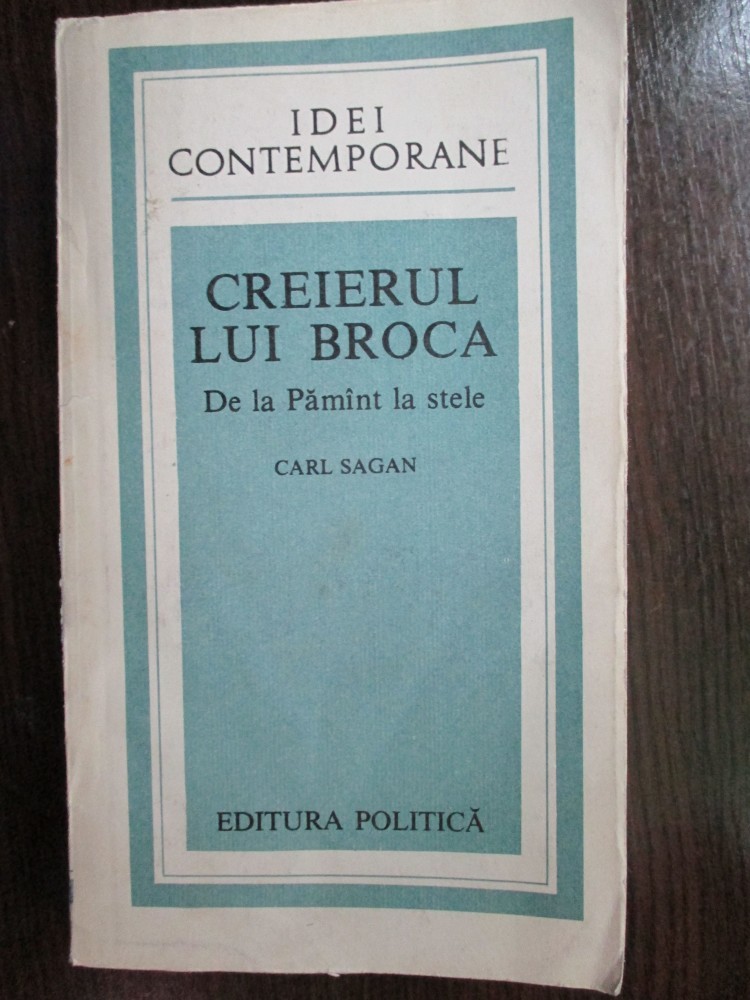 IDEI
CONTEMPORANE
CREIERUL
LUI BROCA
De la Pămînt la stele
CARL SAGAN
EDITURA POLITICĂ